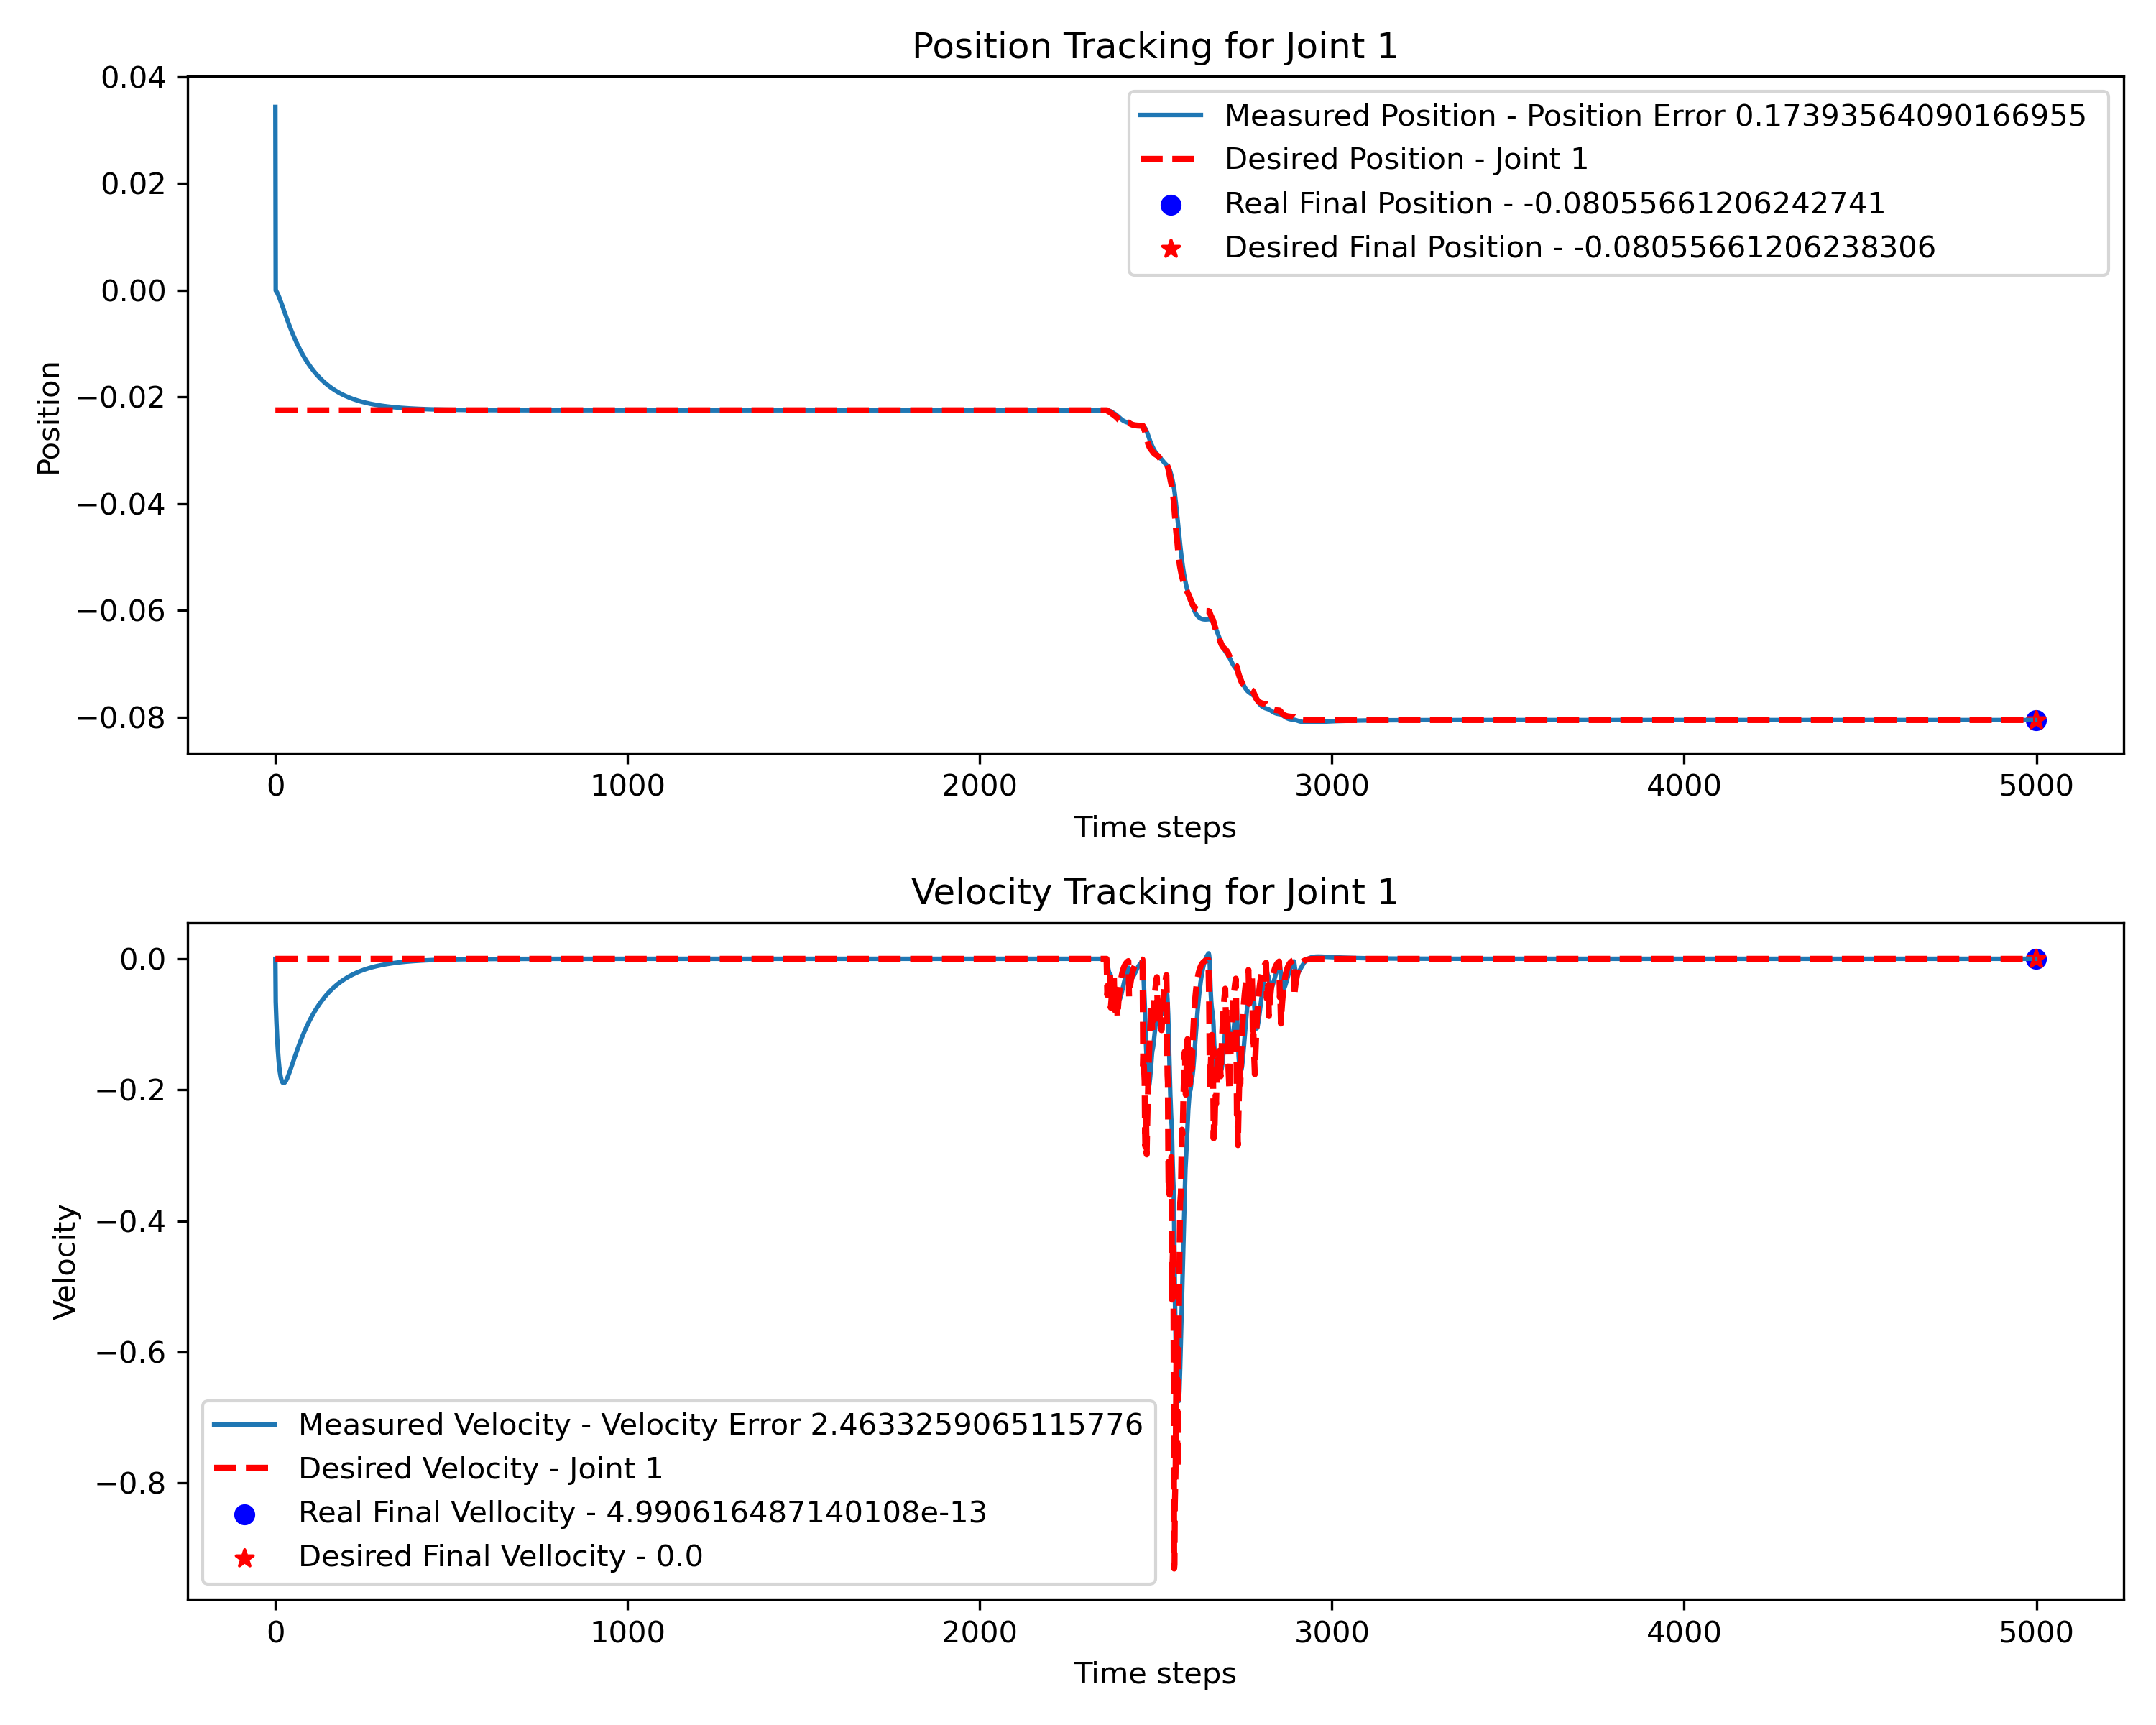 Position Tracking for Joint 1
0.04
0.02
0.00
−0.02
−0.04
−0.06
−0.08
Position
Measured Position - Position Error 0.17393564090166955
Desired Position - Joint 1
Real Final Position - -0.08055661206242741
Desired Final Position - -0.08055661206238306
0 1000 2000 3000 4000 5000
Time steps
Velocity Tracking for Joint 1
0.0
−0.2
−0.4
−0.6
−0.8
Velocity
Measured Velocity - Velocity Error 2.4633259065115776
Desired Velocity - Joint 1
Real Final Vellocity - 4.990616487140108e-13
Desired Final Vellocity - 0.0
0 1000 2000 3000 4000 5000
Time steps